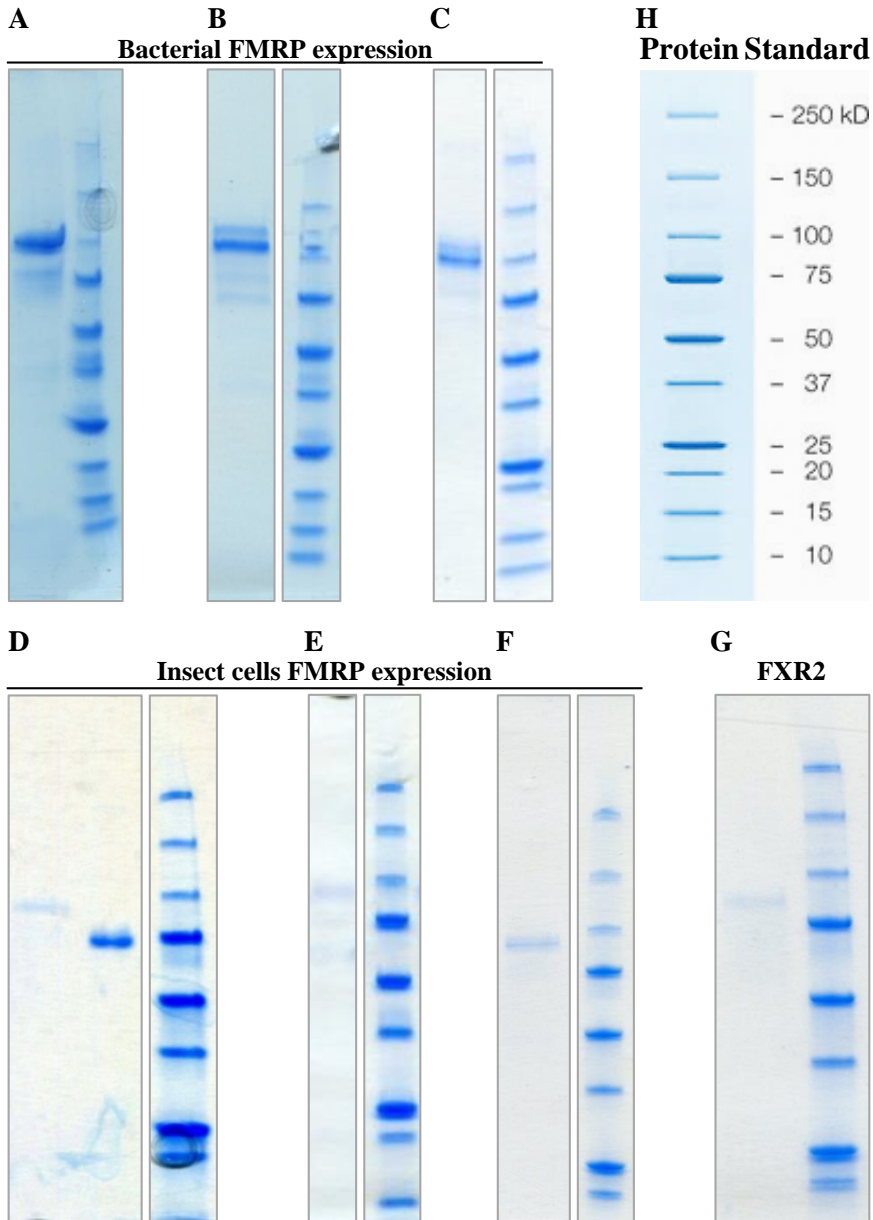 A
B
C
H
Bacterial FMRP expression
Protein Standard
– 250 kD
– 150
– 100
– 75
– 50
– 37
– 25
– 20
– 15
– 10
D
E
F
G
Insect cells FMRP expression
FXR2